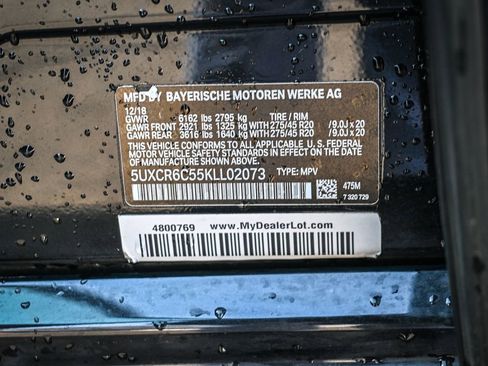 MFD BY BAYERISCHE MOTOREN WERKE AG
12/18
GVWR 6162 lbs 2795 kg TIRE / RIM
GAWR FRONT 2921 lbs 1325 kg WITH 275/45 R20 /9.0J x 20
GAWR REAR 3616 lbs 1640 kg WITH 275/45 R20 /9.0J x 20
THIS VEHICLE CONFORMS TO ALL APPLICABLE U. S. FEDERAL
MOTOR VEHICLE SAFETY STANDARDS IN EFFECT ON THE DATE OF
MANUFACTURE SHOWN ABOVE.
5UXCR6C55KLL02073 TYPE: MPV
475M
7 320 729
4800769 www.MyDealerLot.com